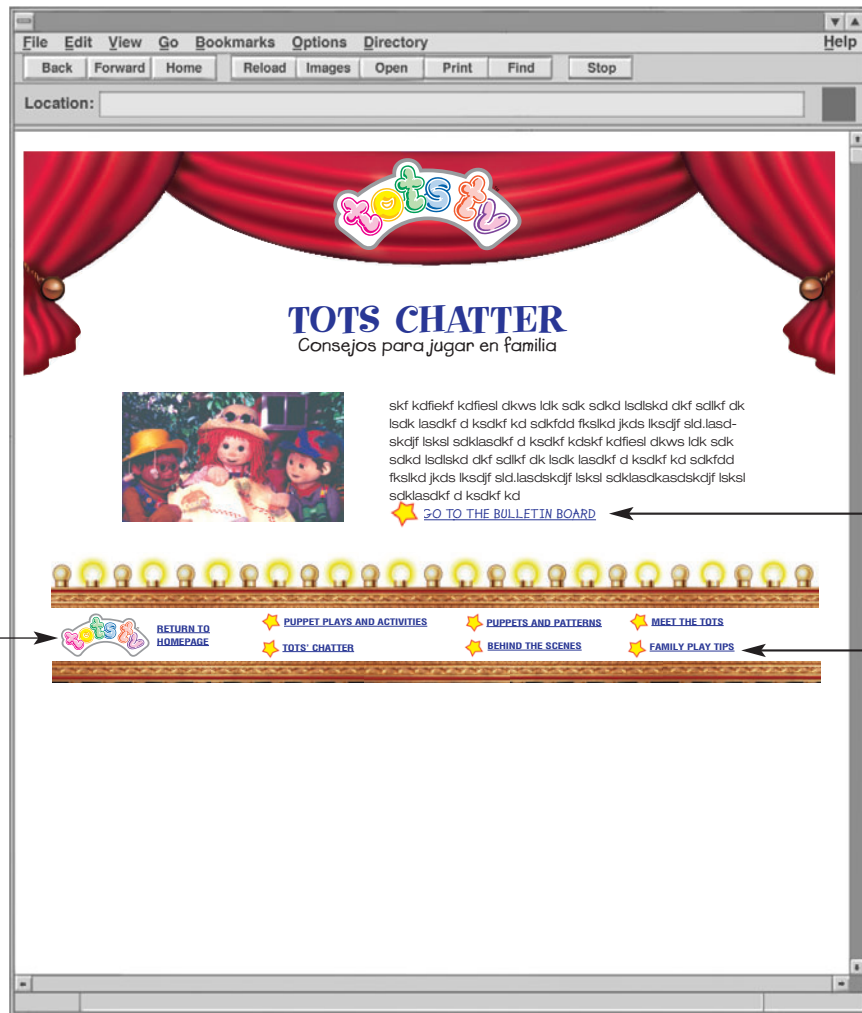 File Edit View Go Bookmarks Options Directory Help
Back Forward Home Reload Images Open Print Find Stop
Location:
tots tv
TOTS CHATTER
Consejos para jugar en familia
skf kdfiekf kdfiesl dkws ldk sdk sdkd lsdlskd dkf sdlkf dk
lsdk lasdkf d ksdkf kd sdkfdd fkslkd jkds lksdjf sld.lasd-
skdjf lsksl sdklasdkf d ksdkf kdskf kdfiesl dkws ldk sdk
sdkd lsdlskd dkf sdlkf dk lsdk lasdkf d ksdkf kd sdkfdd
fkslkd jkds lksdjf sld.lasdskdjf lsksl sdklasdkasdskdjf lsksl
sdklasdkf d ksdkf kd
GO TO THE BULLETIN BOARD
tots tv
RETURN TO
HOMEPAGE
PUPPET PLAYS AND ACTIVITIES
PUPPETS AND PATTERNS
MEET THE TOTS
TOTS' CHATTER
BEHIND THE SCENES
FAMILY PLAY TIPS